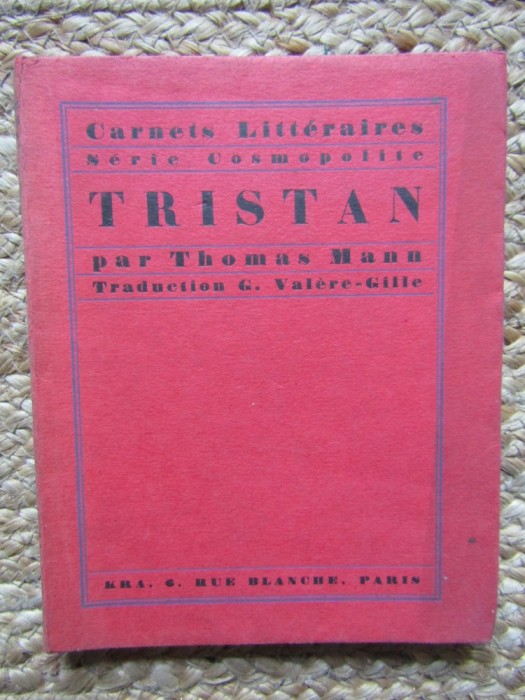 Carnets Littéraires
Série Cosmopolite
TRISTAN
par Thomas Mann
Traduction G. Valère-Gille
KRA, 6, RUE BLANCHE, PARIS